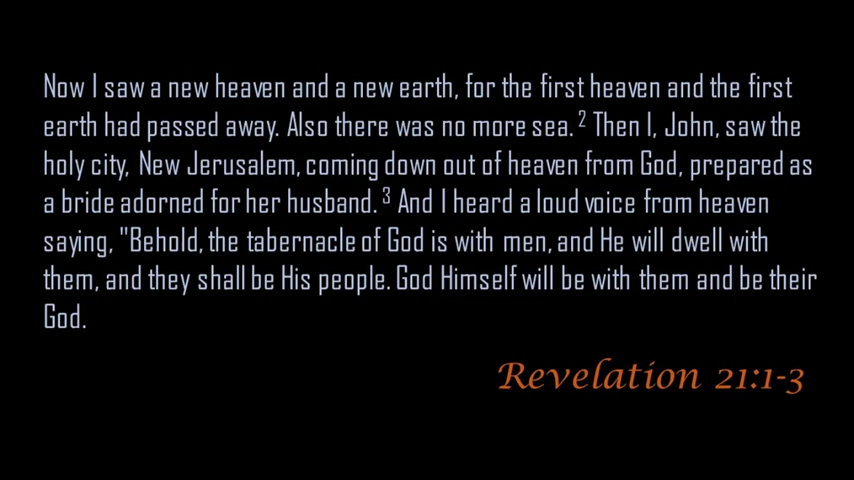 Now I saw a new heaven and a new earth, for the first heaven and the first
earth had passed away. Also there was no more sea. 2 Then I, John, saw the
holy city, New Jerusalem, coming down out of heaven from God, prepared as
a bride adorned for her husband. 3 And I heard a loud voice from heaven
saying, "Behold, the tabernacle of God is with men, and He will dwell with
them, and they shall be His people. God Himself will be with them and be their
God.
Revelation 21:1-3